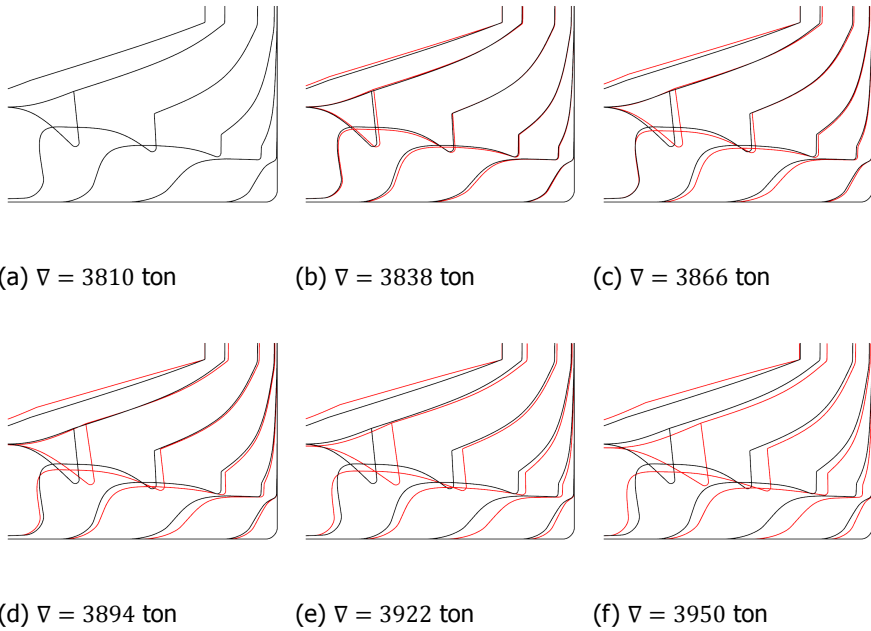 (a) ∇ = 3810 ton
(b) ∇ = 3838 ton
(c) ∇ = 3866 ton
(d) ∇ = 3894 ton
(e) ∇ = 3922 ton
(f) ∇ = 3950 ton